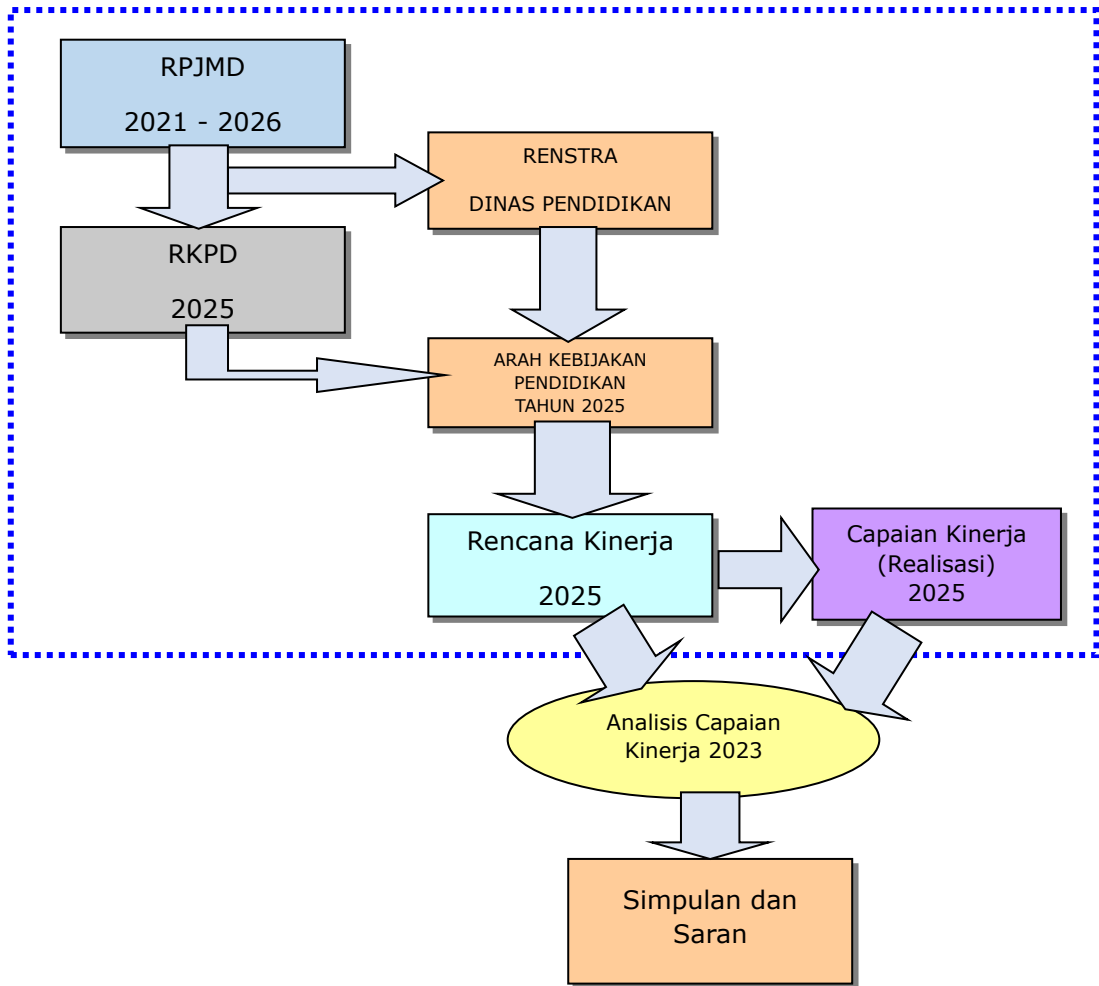 RPJMD
2021 - 2026
RENSTRA
DINAS PENDIDIKAN
RKPD
2025
ARAH KEBIJAKAN
PENDIDIKAN
TAHUN 2025
Rencana Kinerja
2025
Capaian Kinerja
(Realisasi)
2025
Analisis Capaian
Kinerja 2023
Simpulan dan
Saran